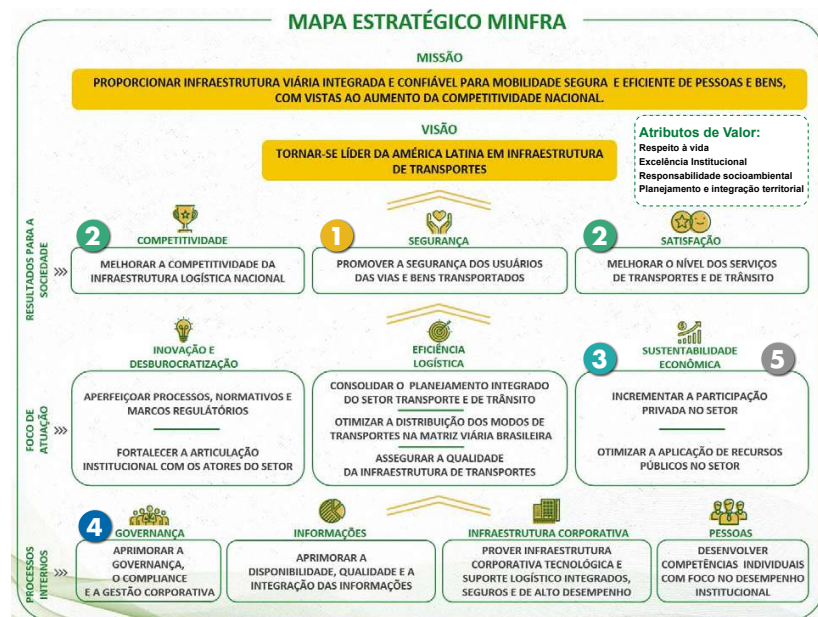 MAPA ESTRATÉGICO MINFRA
MISSÃO
PROPORCIONAR INFRAESTRUTURA VIÁRIA INTEGRADA E CONFIÁVEL PARA MOBILIDADE SEGURA E EFICIENTE DE PESSOAS E BENS,
COM VISTAS AO AUMENTO DA COMPETITIVIDADE NACIONAL.
VISÃO
TORNAR-SE LÍDER DA AMÉRICA LATINA EM INFRAESTRUTURA
DE TRANSPORTES
Atributos de Valor:
Respeito à vida
Excelência Institucional
Responsabilidade socioambiental
Planejamento e integração territorial
RESULTADOS PARA A
SOCIEDADE
2
COMPETITIVIDADE
MELHORAR A COMPETITIVIDADE DA
INFRAESTRUTURA LOGÍSTICA NACIONAL
1
SEGURANÇA
PROMOVER A SEGURANÇA DOS USUÁRIOS
DAS VIAS E BENS TRANSPORTADOS
2
SATISFAÇÃO
MELHORAR O NÍVEL DOS SERVIÇOS
DE TRANSPORTES E DE TRÂNSITO
FOCO DE
ATUAÇÃO
INOVAÇÃO E
DESBUROCRATIZAÇÃO
APERFEIÇOAR PROCESSOS, NORMATIVOS E
MARCOS REGULATÓRIOS
FORTALECER A ARTICULAÇÃO
INSTITUCIONAL COM OS ATORES DO SETOR
EFICIÊNCIA
LOGÍSTICA
CONSOLIDAR O PLANEJAMENTO INTEGRADO
DO SETOR TRANSPORTE E DE TRÂNSITO
OTIMIZAR A DISTRIBUIÇÃO DOS MODOS DE
TRANSPORTES NA MATRIZ VIÁRIA BRASILEIRA
ASSEGURAR A QUALIDADE
DA INFRAESTRUTURA DE TRANSPORTES
3
SUSTENTABILIDADE
ECONÔMICA
5
INCREMENTAR A PARTICIPAÇÃO
PRIVADA NO SETOR
OTIMIZAR A APLICAÇÃO DE RECURSOS
PÚBLICOS NO SETOR
PROCESSOS
INTERNOS
4
GOVERNANÇA
APRIMORAR A
GOVERNANÇA,
O COMPLIANCE
E A GESTÃO CORPORATIVA
INFORMAÇÕES
APRIMORAR A
DISPONIBILIDADE, QUALIDADE E A
INTEGRAÇÃO DAS INFORMAÇÕES
INFRAESTRUTURA CORPORATIVA
PROVER INFRAESTRUTURA
CORPORATIVA TECNOLÓGICA E
SUPORTE LOGÍSTICO INTEGRADOS,
SEGUROS E DE ALTO DESEMPENHO
PESSOAS
DESENVOLVER
COMPETÊNCIAS INDIVIDUAIS
COM FOCO NO DESEMPENHO
INSTITUCIONAL